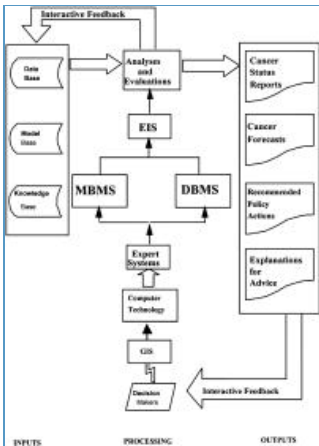 Interactive Feedback
Data
Base
Model
Base
Knowledge
Base
Analyses
and
Evaluations
EIS
MBMS
DBMS
Expert
Systems
Computer
Technology
GIS
Decision
Makers
Cancer
Status
Reports
Cancer
Forecasts
Recommended
Policy
Actions
Explanations
for
Advice
Interactive Feedback
INPUTS
PROCESSING
OUTPUTS